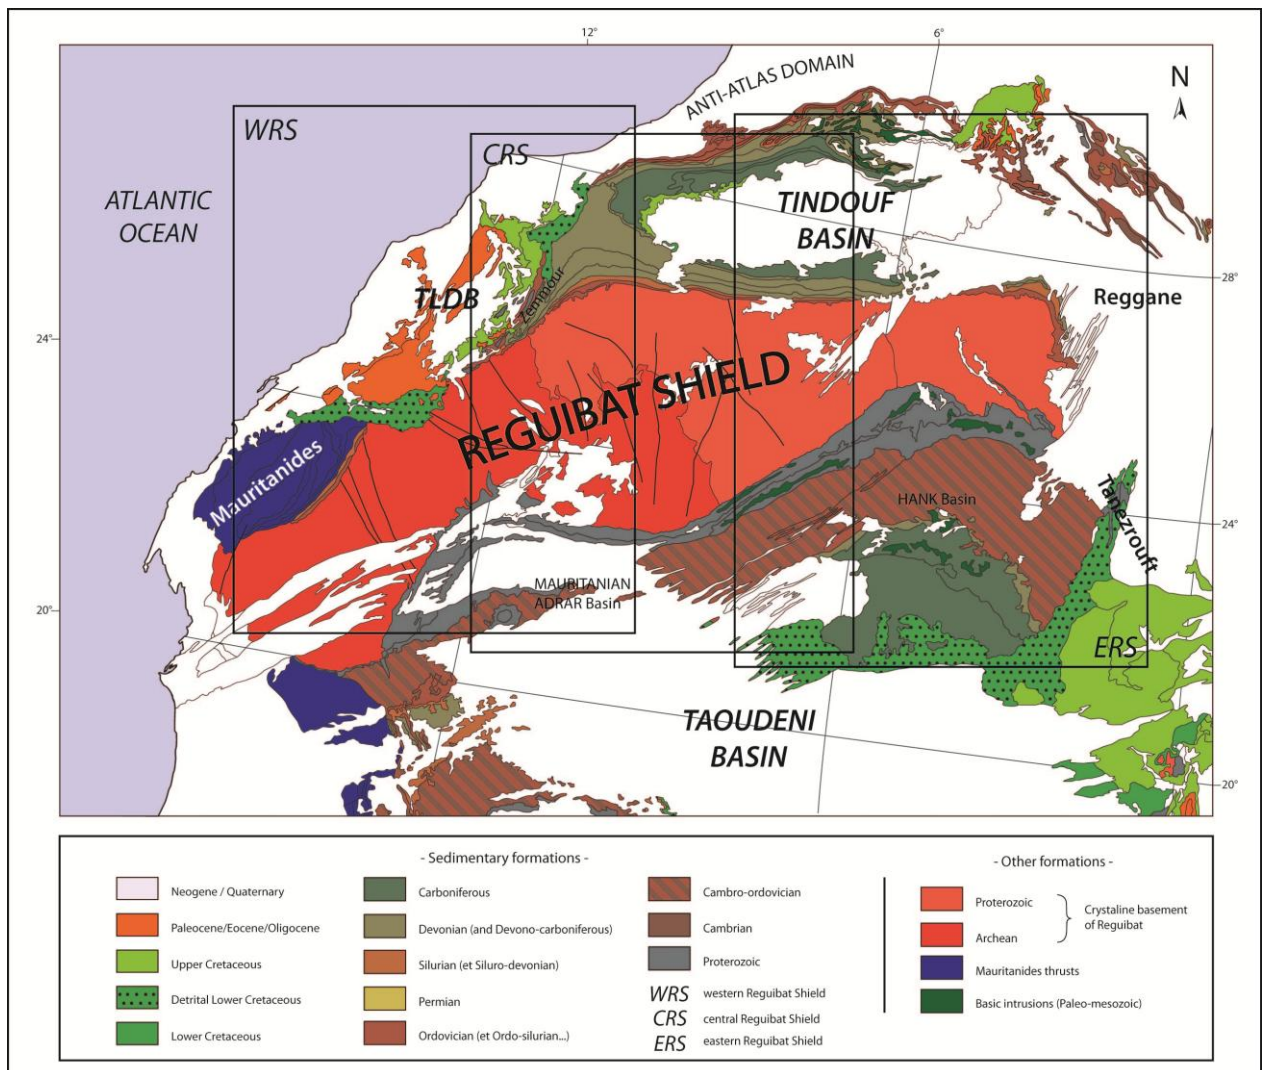 12°
6°
ANTI-ATLAS DOMAIN
N
WRS
CRS
ATLANTIC
OCEAN
TINDOUF
BASIN
28°
TLDB
Zemmour
Reggane
24°
REGUIBAT SHIELD
Mauritanides
HANK Basin
Tanezrouft
24°
MAURITANIAN
ADRAR Basin
20°
ERS
TAOUDENI
BASIN
20°
- Sedimentary formations -
- Other formations -
Neogene / Quaternary
Paleocene/Eocene/Oligocene
Upper Cretaceous
Detrital Lower Cretaceous
Lower Cretaceous
Carboniferous
Devonian (and Devono-carboniferous)
Silurian (et Siluro-devonian)
Permian
Ordovician (et Ordo-silurian...)
Cambro-ordovician
Cambrian
Proterozoic
WRS western Reguibat Shield
CRS central Reguibat Shield
ERS eastern Reguibat Shield
Proterozoic
Archean
Crystaline basement
of Reguibat
Mauritanides thrusts
Basic intrusions (Paleo-mesozoic)